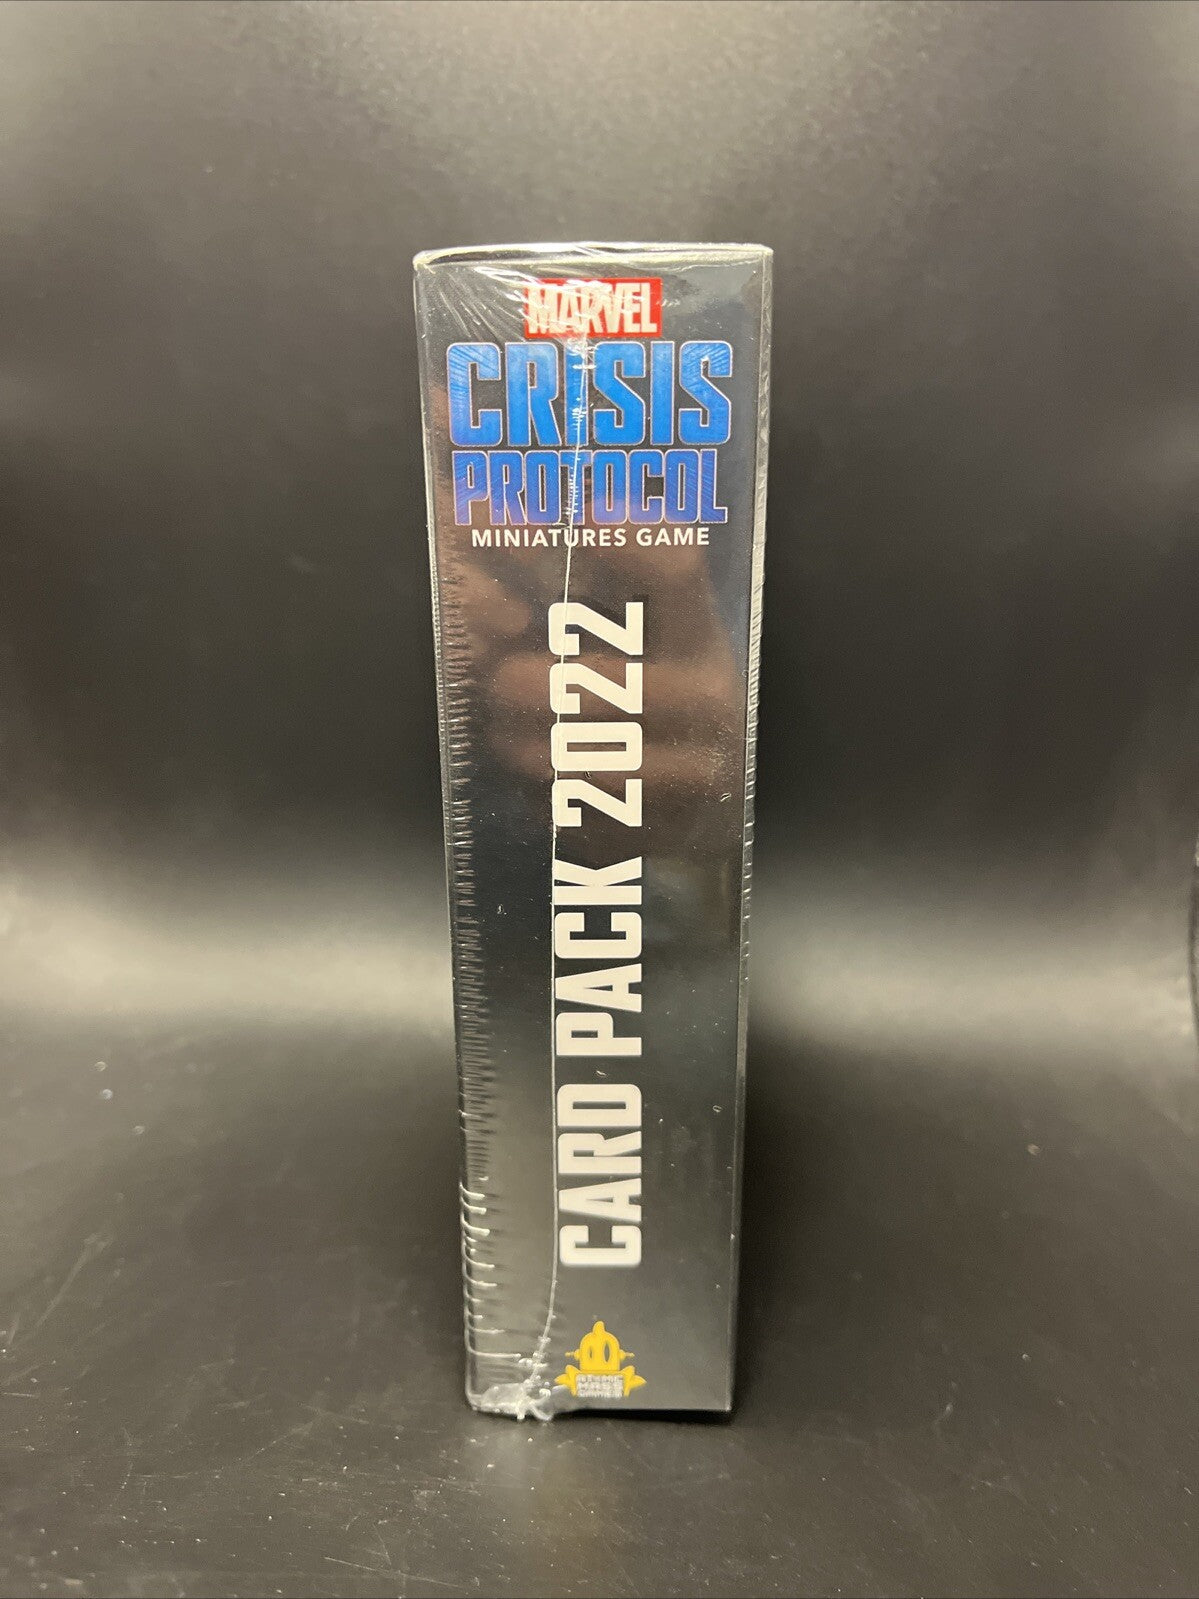 MARVEL
CRISIS
PROTOCOL
MINIATURES GAME
CARD PACK 2022
ATOMIC
MASS
GAMES